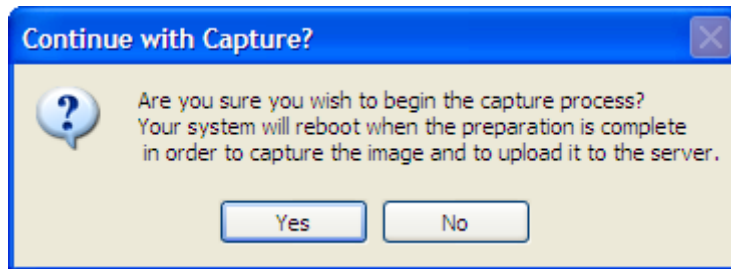 Continue with Capture?
Are you sure you wish to begin the capture process?
Your system will reboot when the preparation is complete
in order to capture the image and to upload it to the server.
Yes No